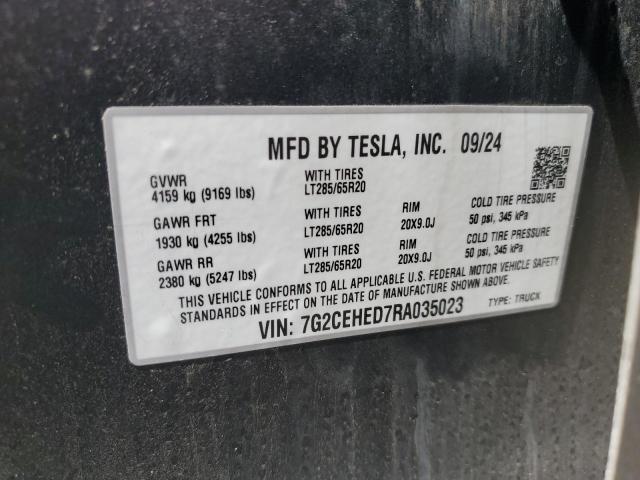 MFD BY TESLA, INC. 09/24
GVWR
4159 kg (9169 lbs)
WITH TIRES
LT285/65R20
GAWR FRT
1930 kg (4255 lbs)
WITH TIRES
LT285/65R20
RIM
20X9.0J
COLD TIRE PRESSURE
50 psi, 345 kPa
GAWR RR
2380 kg (5247 lbs)
WITH TIRES
LT285/65R20
RIM
20X9.0J
COLD TIRE PRESSURE
50 psi, 345 kPa
THIS VEHICLE CONFORMS TO ALL APPLICABLE U.S. FEDERAL MOTOR VEHICLE SAFETY
STANDARDS IN EFFECT ON THE DATE OF MANUFACTURE SHOWN ABOVE.
VIN: 7G2CEHED7RA035023
TYPE: TRUCK